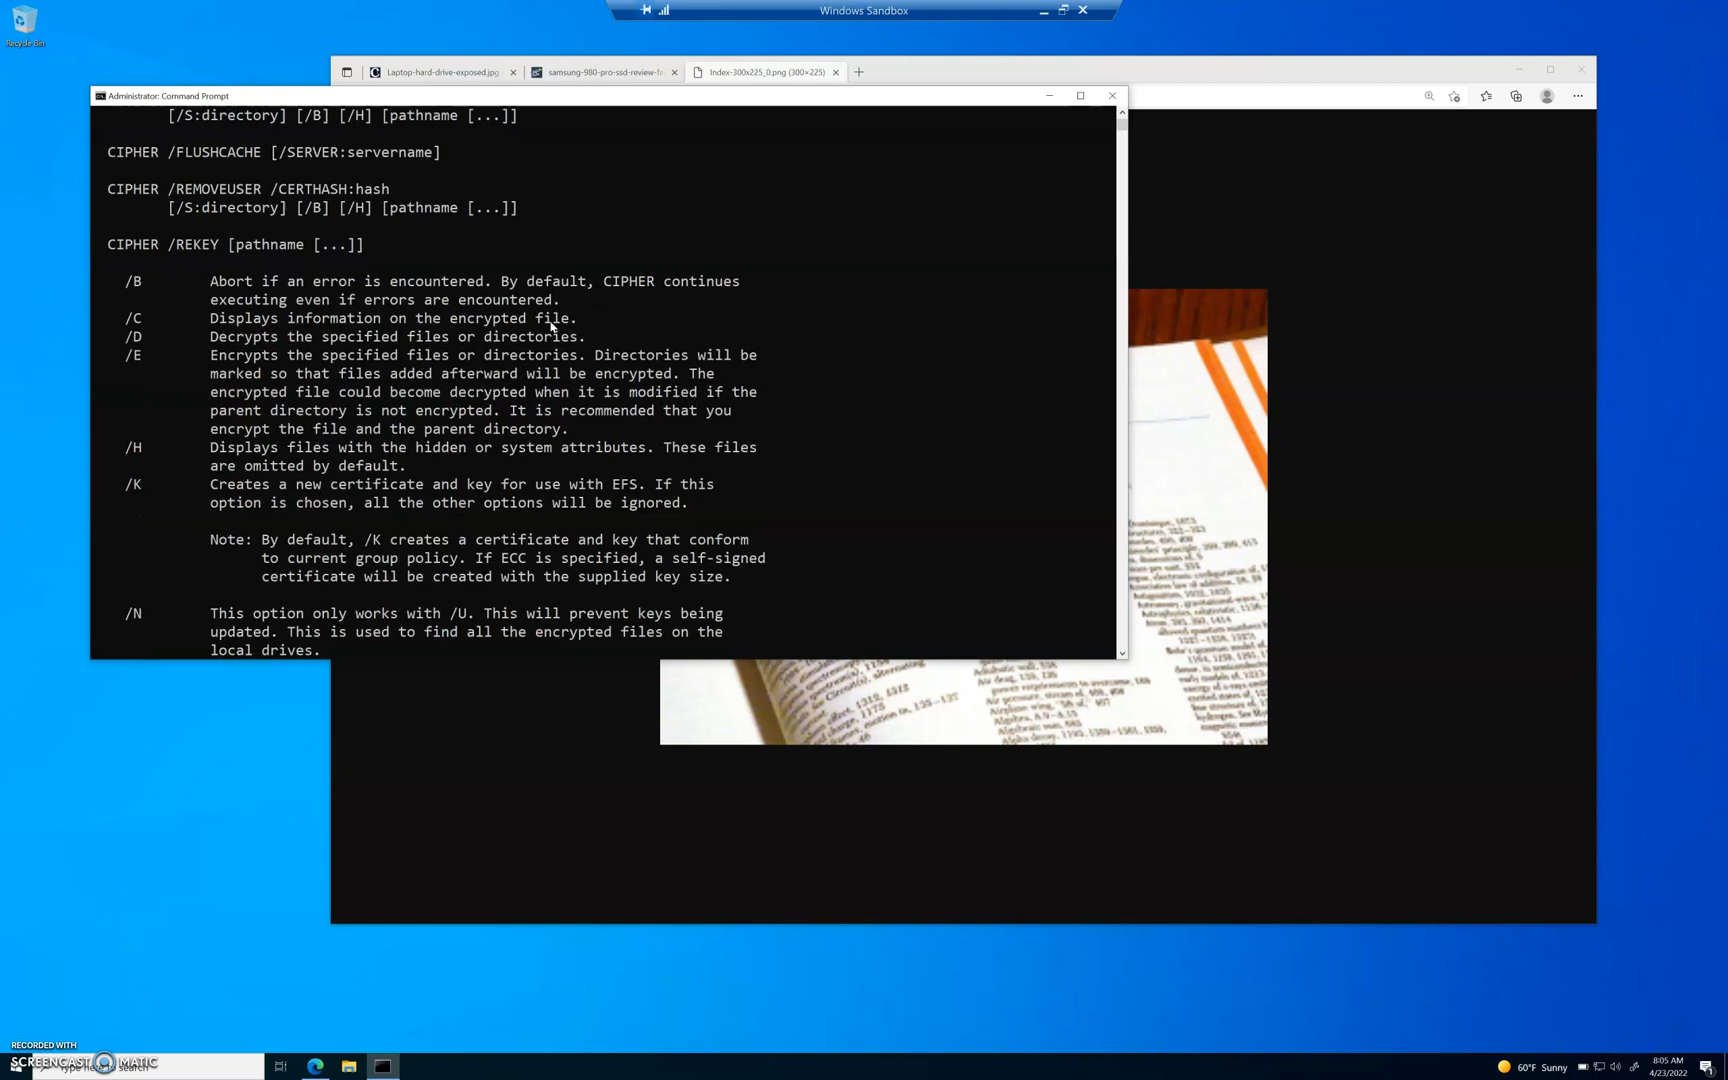 Windows Sandbox
Recycle Bin
Laptop-hard-drive-exposed.jpg
samsung-980-pro-ssd-review-fe
Index-300x225_0.png (300×225)
Administrator: Command Prompt
[/S:directory] [/B] [/H] [pathname [...]]
CIPHER /FLUSHCACHE [/SERVER:servername]
CIPHER /REMOVEUSER /CERTHASH:hash
[/S:directory] [/B] [/H] [pathname [...]]
CIPHER /REKEY [pathname [...]]
/B Abort if an error is encountered. By default, CIPHER continues
executing even if errors are encountered.
/C Displays information on the encrypted file.
/D Decrypts the specified files or directories.
/E Encrypts the specified files or directories. Directories will be
marked so that files added afterward will be encrypted. The
encrypted file could become decrypted when it is modified if the
parent directory is not encrypted. It is recommended that you
encrypt the file and the parent directory.
/H Displays files with the hidden or system attributes. These files
are omitted by default.
/K Creates a new certificate and key for use with EFS. If this
option is chosen, all the other options will be ignored.
Note: By default, /K creates a certificate and key that conform
to current group policy. If ECC is specified, a self-signed
certificate will be created with the supplied key size.
/N This option only works with /U. This will prevent keys being
updated. This is used to find all the encrypted files on the
local drives.
RECORDED WITH
SCREENCAST MATIC
Type here to search
60°F Sunny
8:05 AM
4/23/2022